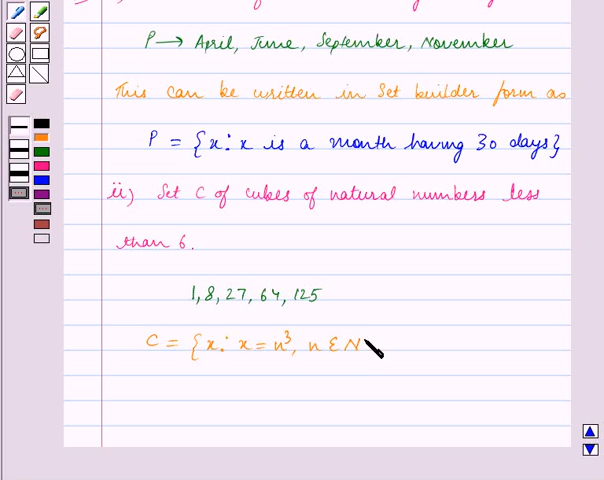 P → April, June, September, November
This can be written in Set builder form as
P = {x : x is a month having 30 days}
ii) Set C of cubes of natural numbers less
than 6.
1, 8, 27, 64, 125
C = {x : x = n³, n ∈ N